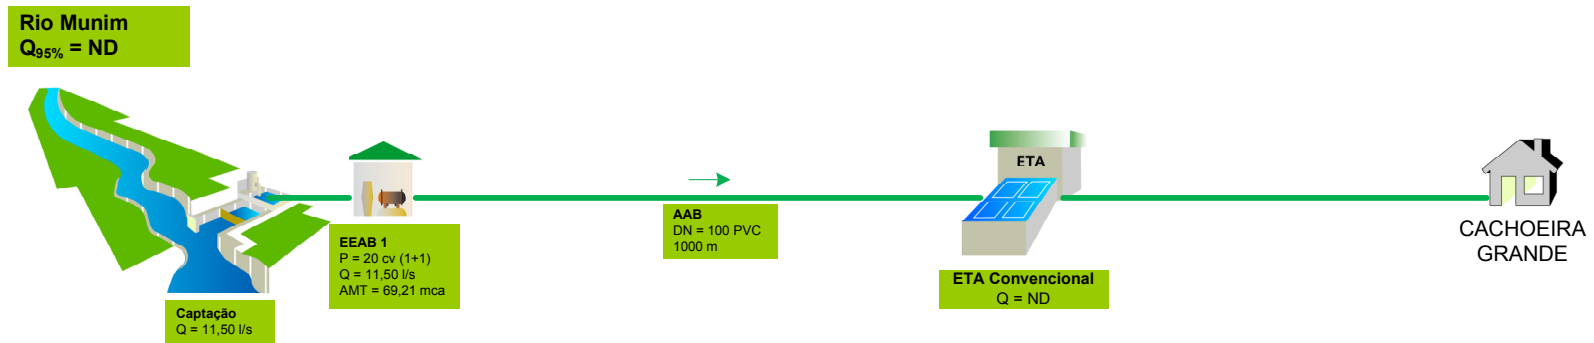 Rio Munim
Q95% = ND
EEAB 1
P = 20 cv (1+1)
Q = 11,50 l/s
AMT = 69,21 mca
Captação
Q = 11,50 l/s
AAB
DN = 100 PVC
1000 m
ETA
ETA Convencional
Q = ND
CACHOEIRA
GRANDE